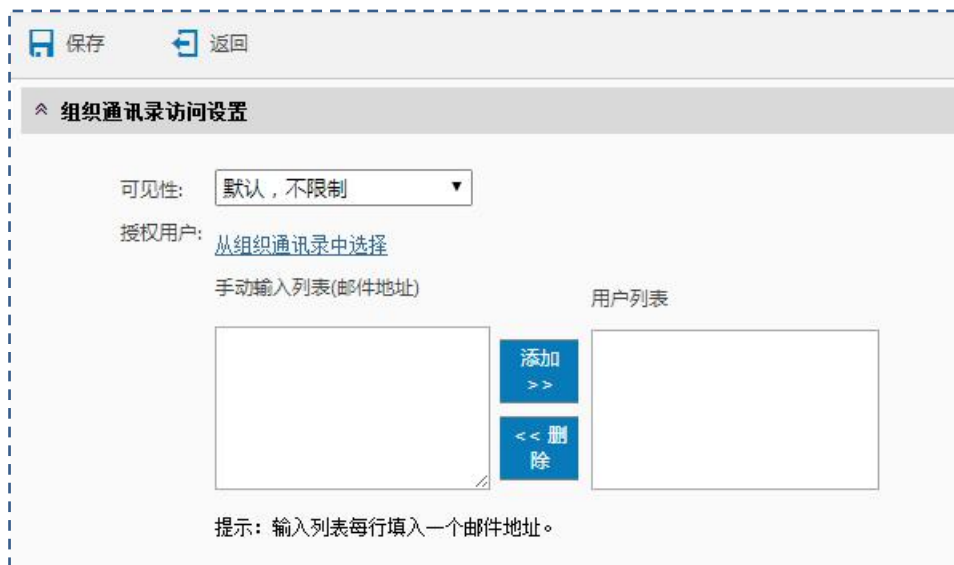 保存 返回
组织通讯录访问设置
可见性: 默认，不限制
授权用户: 从组织通讯录中选择
手动输入列表(邮件地址) 用户列表
添加
>>
<< 删
除
提示: 输入列表每行填入一个邮件地址。